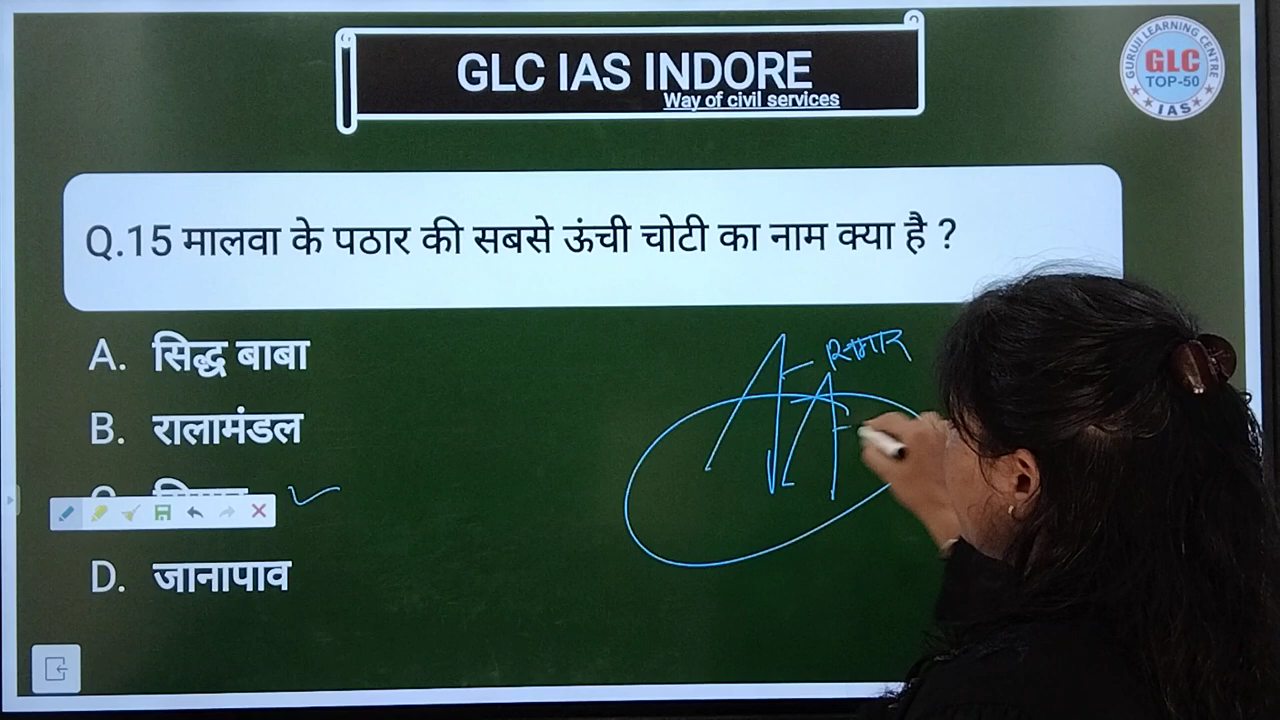 GLC IAS INDORE
Way of civil services
GURUJI LEARNING CENTRE
GLC
TOP-50
IAS
Q.15 मालवा के पठार की सबसे ऊंची चोटी का नाम क्या है ?
A. सिद्ध बाबा
B. रालामंडल
D. जानापाव